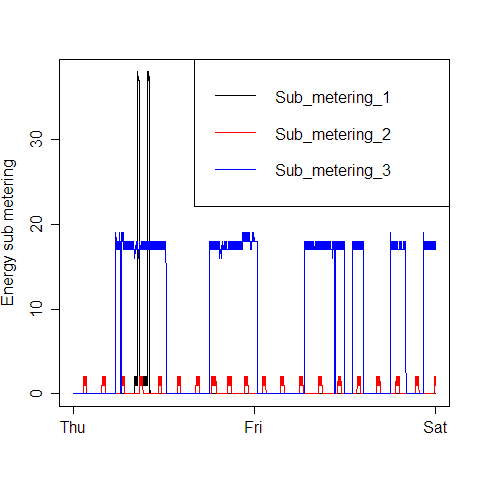 Sub_metering_1
Sub_metering_2
Sub_metering_3
Energy sub metering
30
20
10
0
Thu Fri Sat